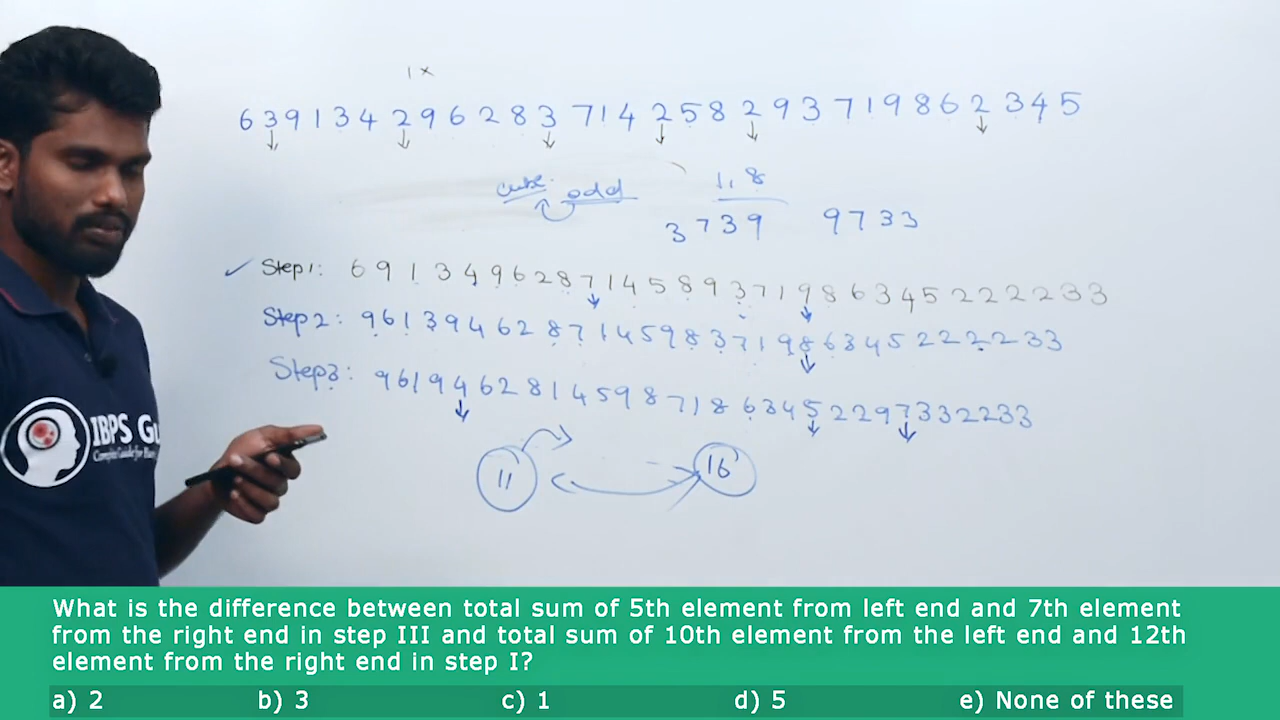 1 x
6 3 9 1 3 4 2 9 6 2 8 3 7 1 4 2 5 8 2 9 3 7 1 9 8 6 2 3 4 5
cube odd
1, 8
3 7 3 9 9 7 3 3
Step1: 6 9 1 3 4 9 6 2 8 7 1 4 5 8 9 3 7 1 9 8 6 3 4 5 2 2 2 2 3 3
Step2: 9 6 1 3 9 4 6 2 8 7 1 4 5 9 8 3 7 1 9 8 6 3 4 5 2 2 2 2 3 3
Step3: 9 6 1 9 4 6 2 8 1 4 5 9 8 7 1 8 6 3 4 5 2 2 9 7 3 3 2 2 3 3
11 16
IBPS Gu
Complete Guide for Ban
What is the difference between total sum of 5th element from left end and 7th element
from the right end in step III and total sum of 10th element from the left end and 12th
element from the right end in step I?
a) 2 b) 3 c) 1 d) 5 e) None of these